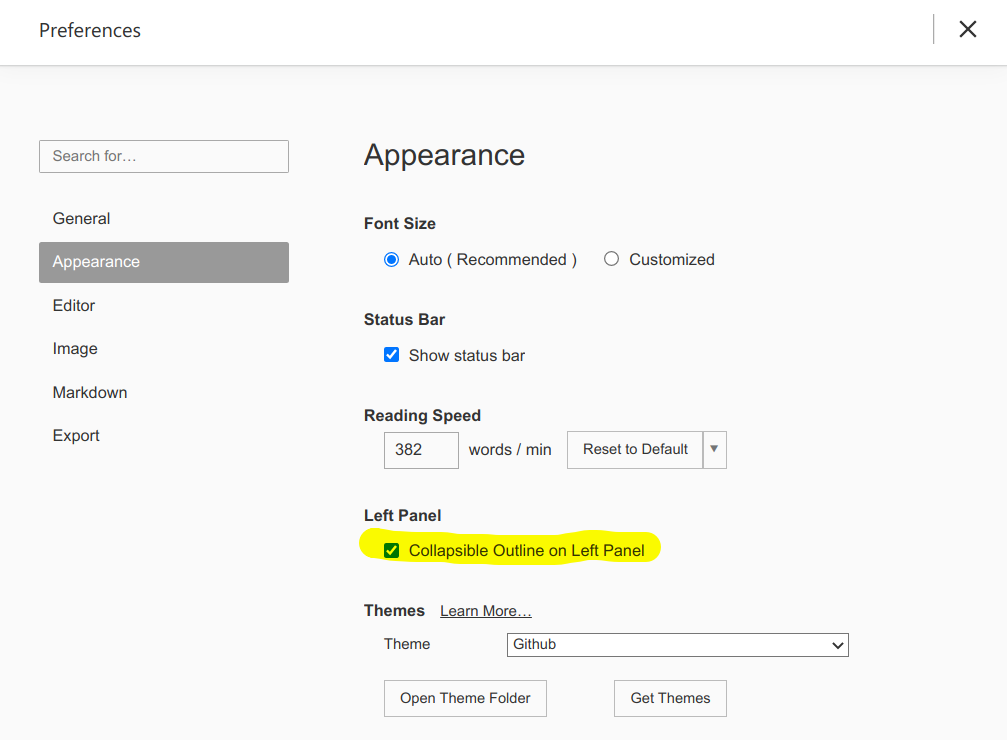 Preferences
Search for…
General
Appearance
Editor
Image
Markdown
Export
Appearance
Font Size
Auto ( Recommended ) Customized
Status Bar
Show status bar
Reading Speed
382 words / min Reset to Default
Left Panel
Collapsible Outline on Left Panel
Themes Learn More…
Theme Github
Open Theme Folder Get Themes